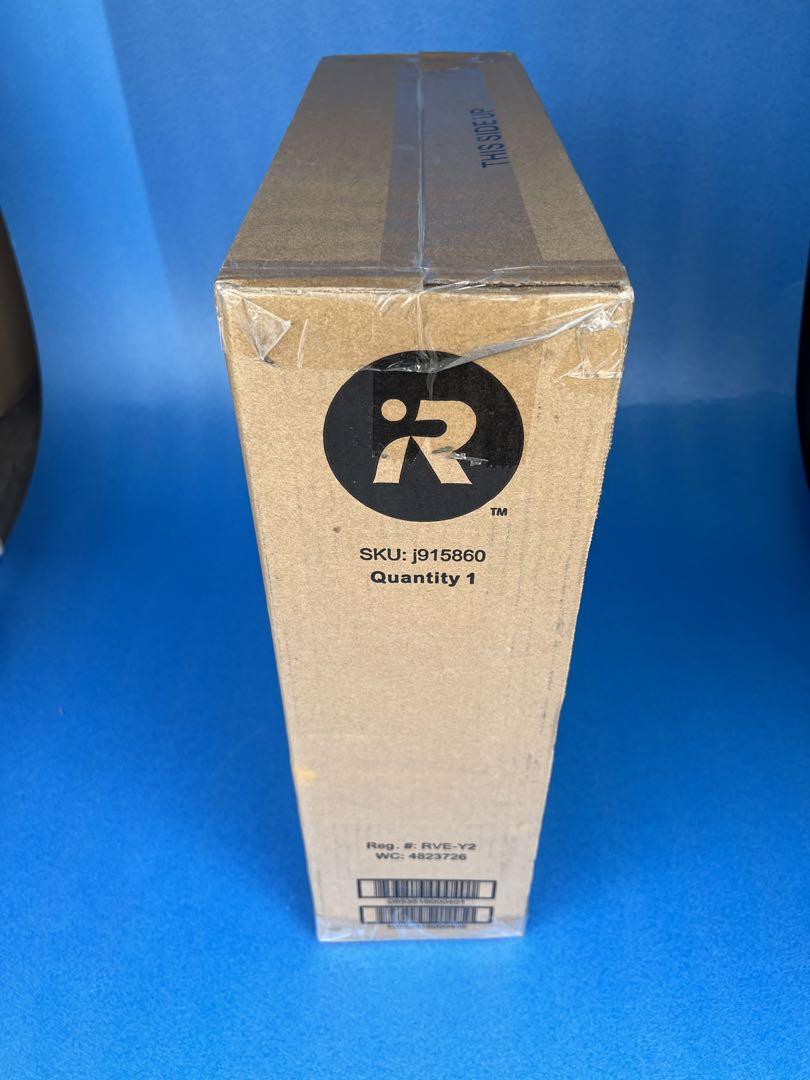 THIS SIDE UP
iR
TM
SKU: j915860
Quantity 1
Reg. #: RVE-Y2
WC: 4823726